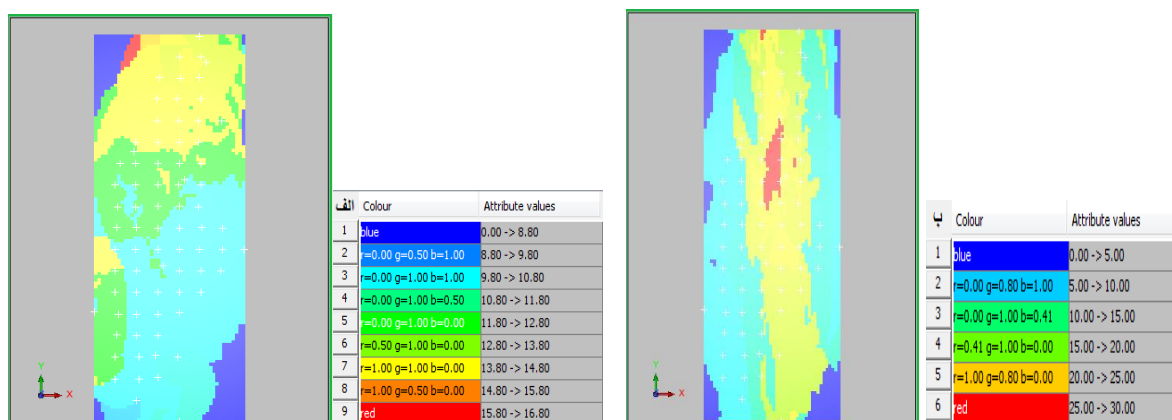 الف Colour Attribute values
1 blue 0.00 -> 8.80
2 r=0.00 g=0.50 b=1.00 8.80 -> 9.80
3 r=0.00 g=1.00 b=1.00 9.80 -> 10.80
4 r=0.00 g=1.00 b=0.50 10.80 -> 11.80
5 r=0.00 g=1.00 b=0.00 11.80 -> 12.80
6 r=0.50 g=1.00 b=0.00 12.80 -> 13.80
7 r=1.00 g=1.00 b=0.00 13.80 -> 14.80
8 r=1.00 g=0.50 b=0.00 14.80 -> 15.80
9 red 15.80 -> 16.80
Y
X
ب Colour Attribute values
1 blue 0.00 -> 5.00
2 r=0.00 g=0.80 b=1.00 5.00 -> 10.00
3 r=0.00 g=1.00 b=0.41 10.00 -> 15.00
4 r=0.41 g=1.00 b=0.00 15.00 -> 20.00
5 r=1.00 g=0.80 b=0.00 20.00 -> 25.00
6 red 25.00 -> 30.00
Y
X